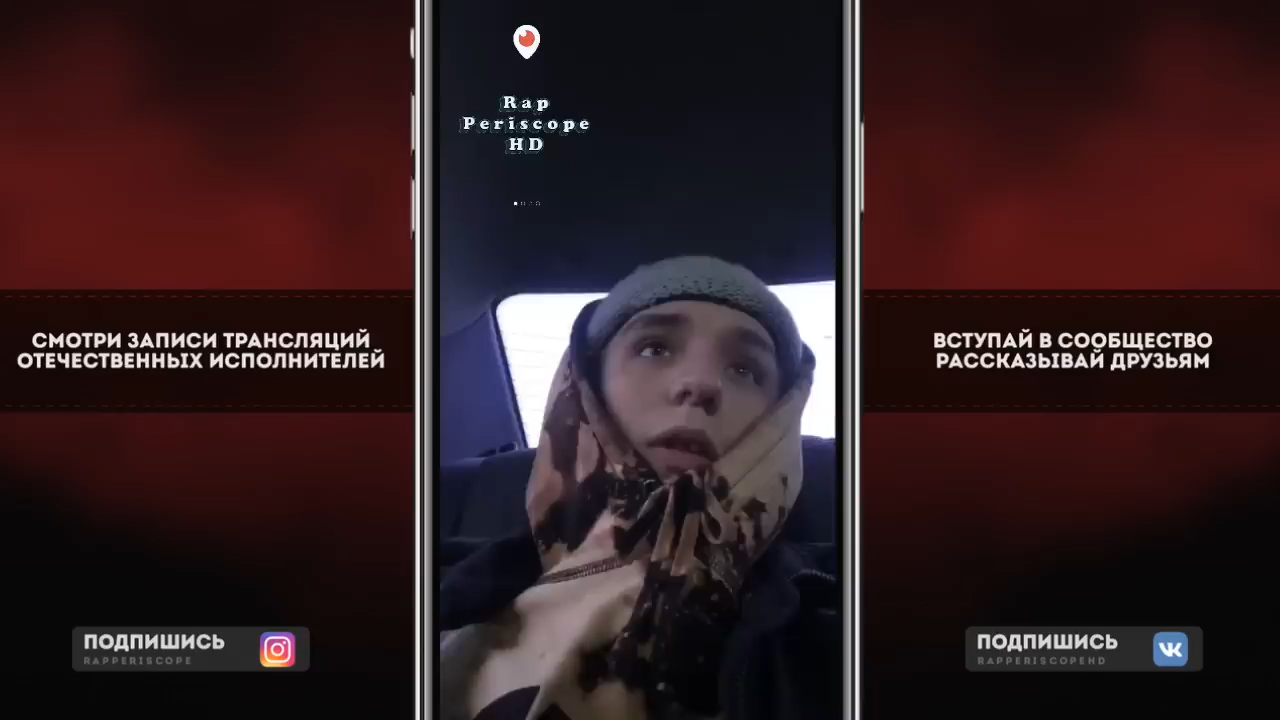 Rap
Periscope
HD
СМОТРИ ЗАПИСИ ТРАНСЛЯЦИЙ
ОТЕЧЕСТВЕННЫХ ИСПОЛНИТЕЛЕЙ
ВСТУПАЙ В СООБЩЕСТВО
РАССКАЗЫВАЙ ДРУЗЬЯМ
ПОДПИШИСЬ
RAPPERISCOPE
ПОДПИШИСЬ
RAPPERISCOPEHD